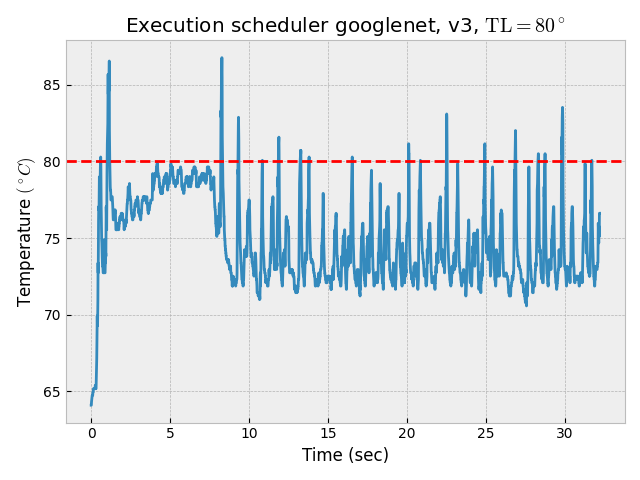 Execution scheduler googlenet, v3, TL = 80°
85
80
75
70
65
Temperature (°C)
0 5 10 15 20 25 30
Time (sec)